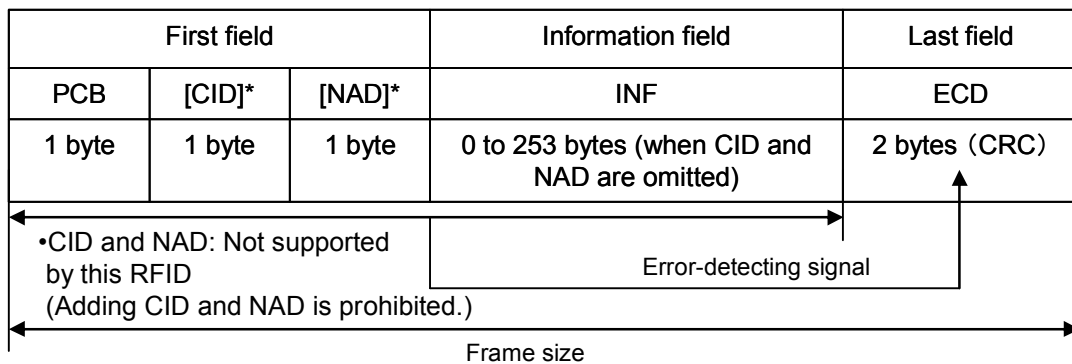 First field Information field Last field
PCB [CID]* [NAD]* INF ECD
1 byte 1 byte 1 byte 0 to 253 bytes (when CID and NAD are omitted) 2 bytes（CRC）
•CID and NAD: Not supported
by this RFID
(Adding CID and NAD is prohibited.)
Error-detecting signal
Frame size